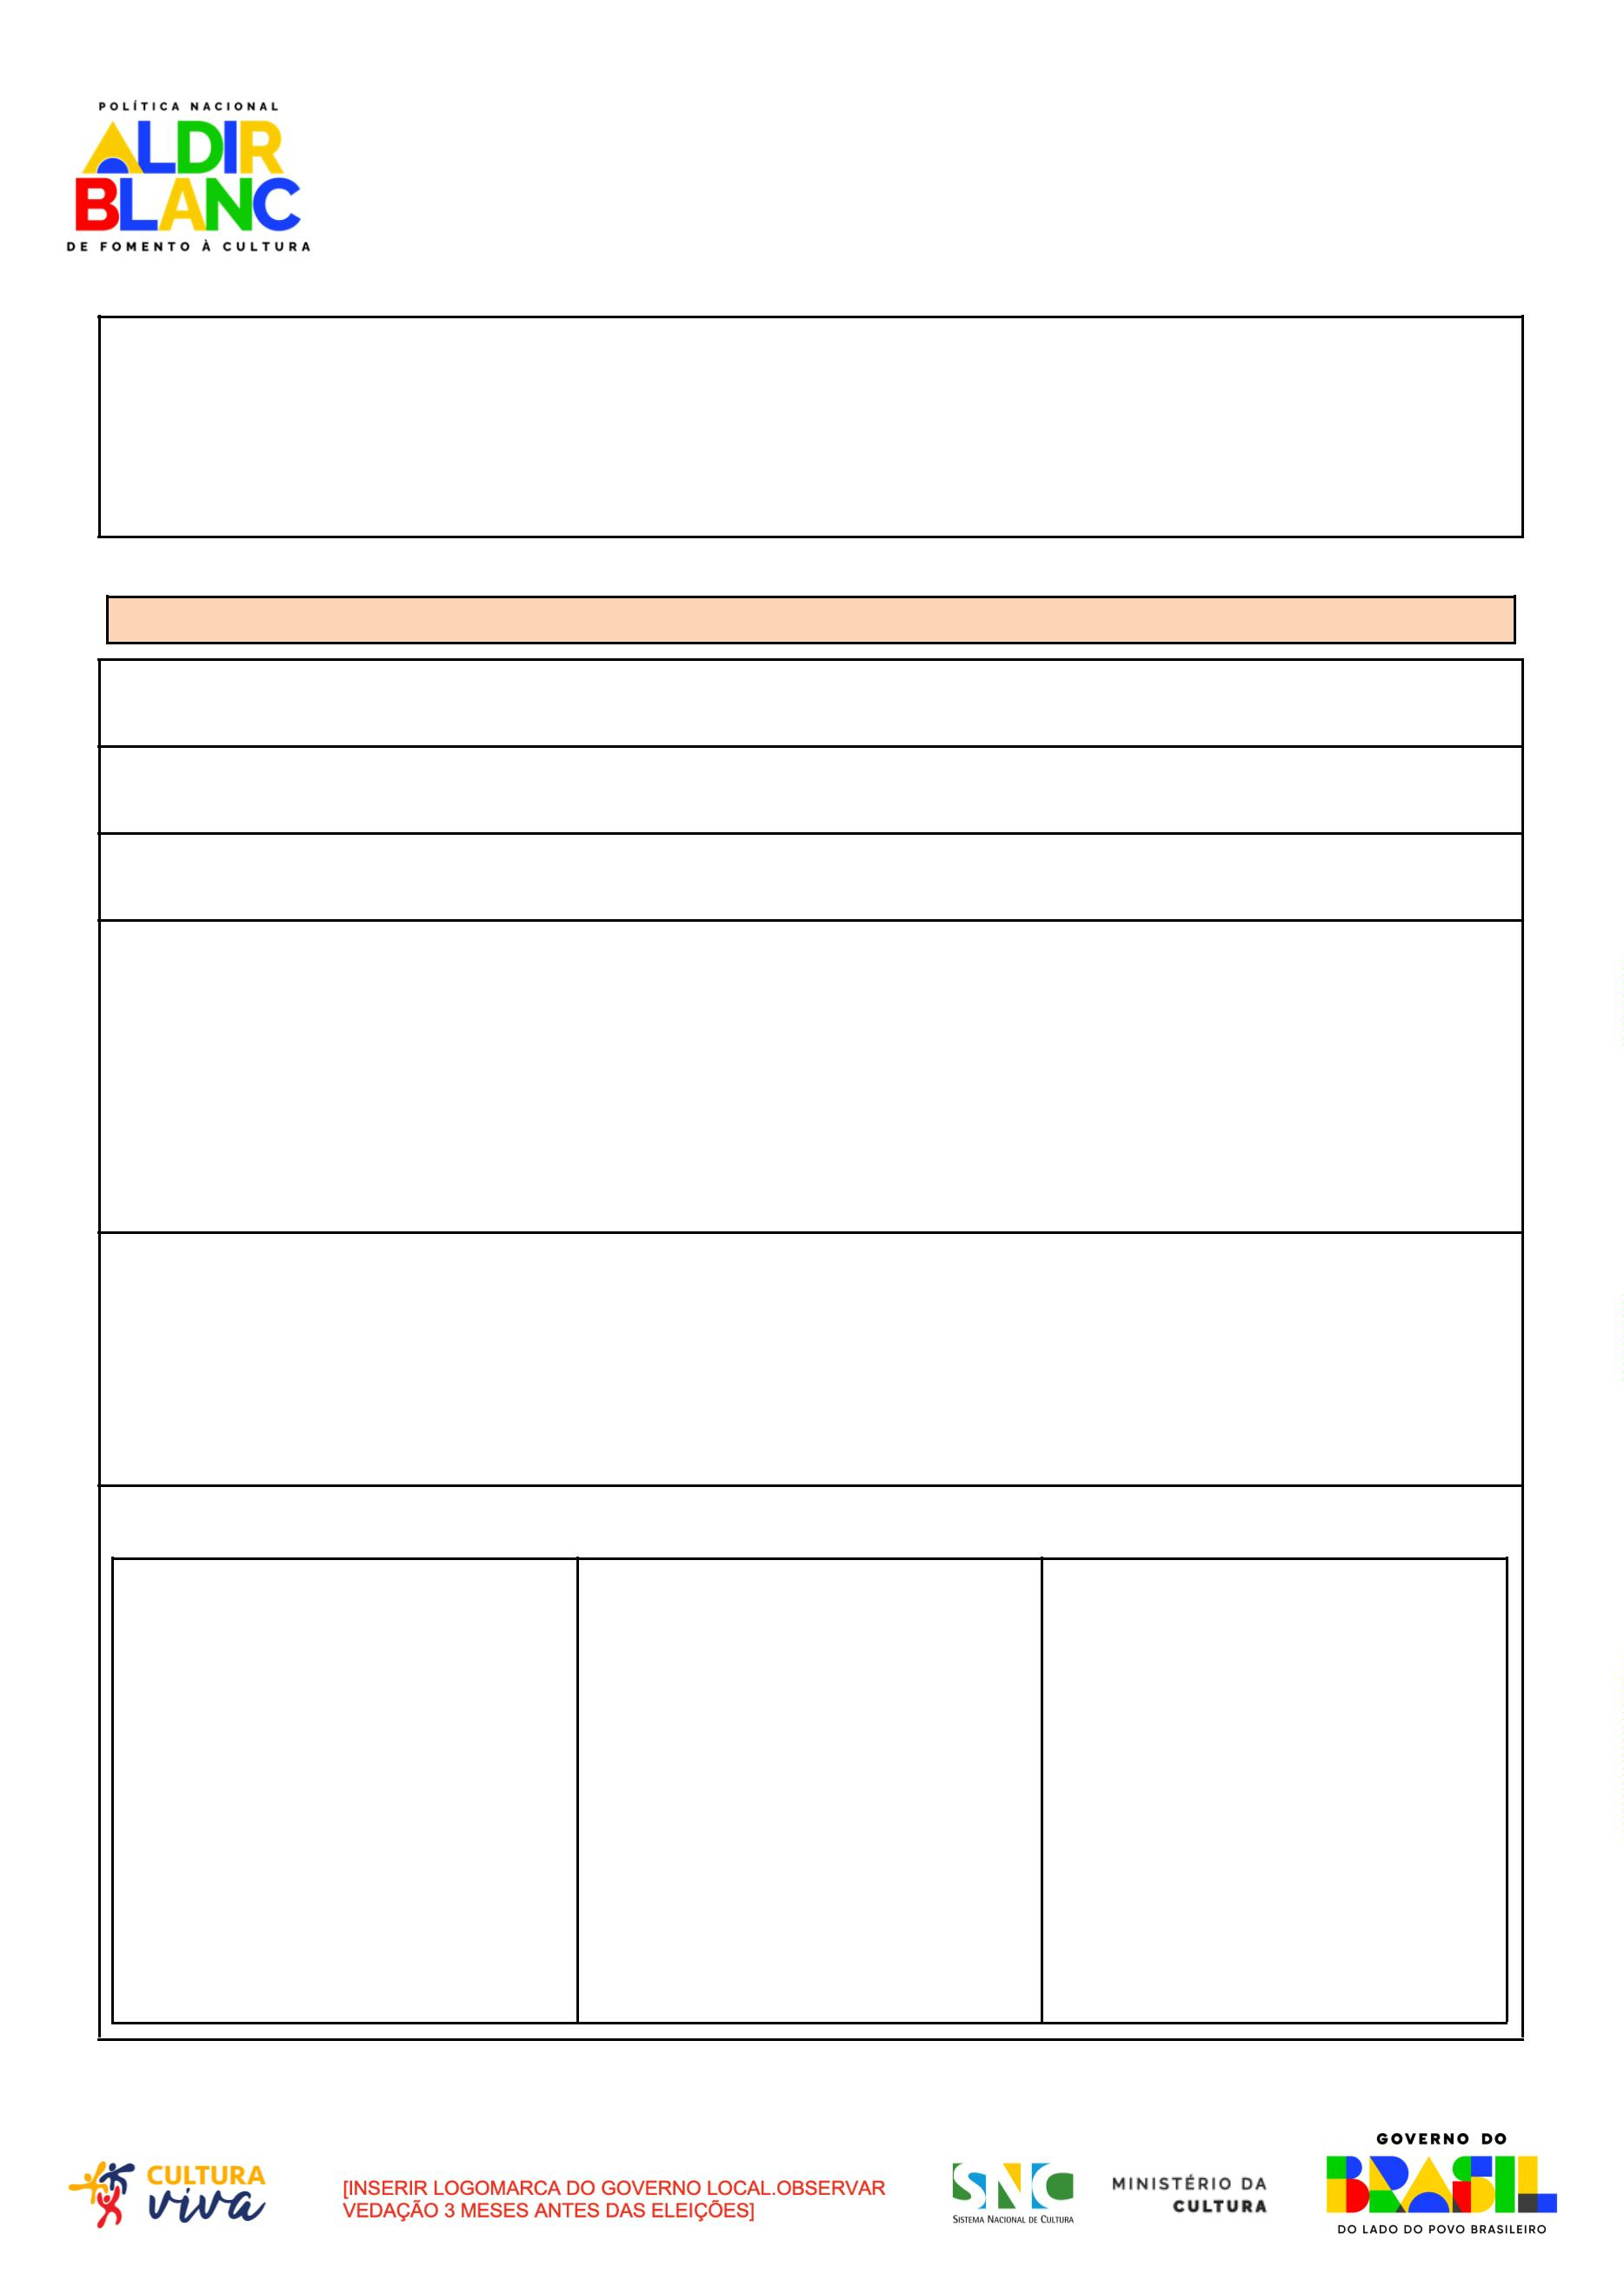 POLÍTICA NACIONAL
ALDIR
BLANC
DE FOMENTO À CULTURA
CULTURA
viva
[INSERIR LOGOMARCA DO GOVERNO LOCAL.OBSERVAR
VEDAÇÃO 3 MESES ANTES DAS ELEIÇÕES]
SNC
SISTEMA NACIONAL DE CULTURA
MINISTÉRIO DA
CULTURA
GOVERNO DO
BRASIL
DO LADO DO POVO BRASILEIRO